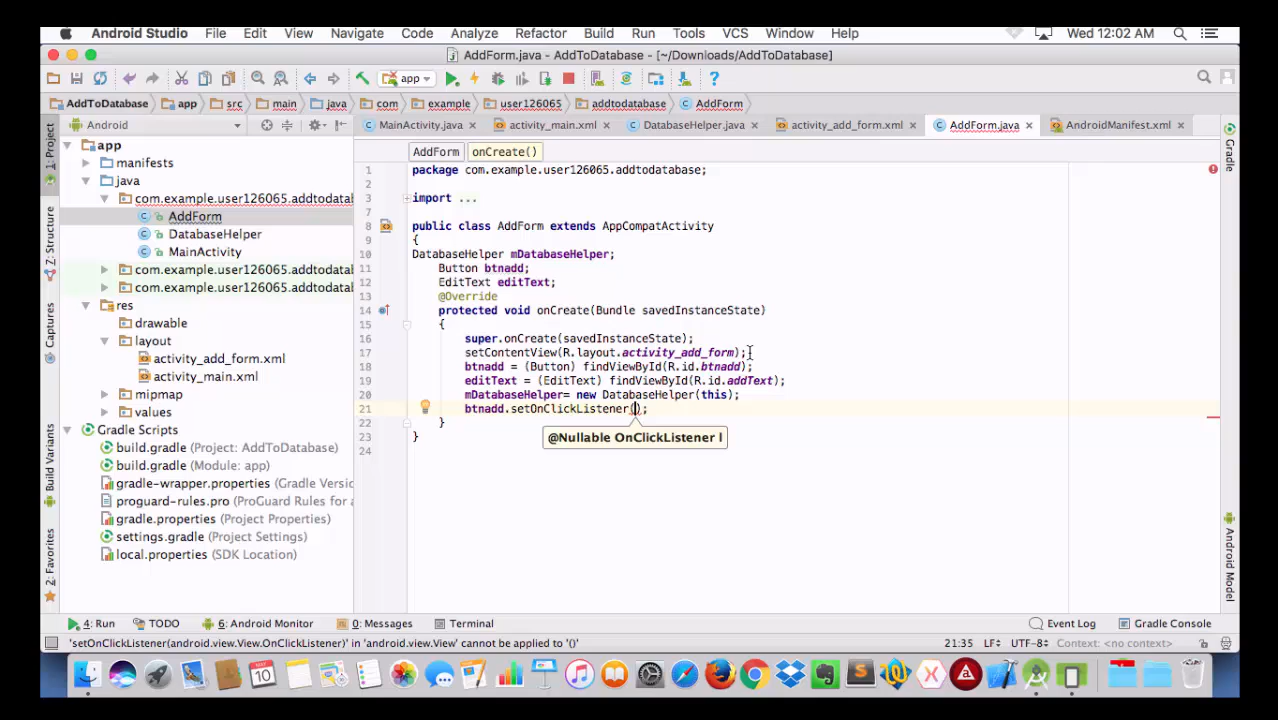 Android Studio File Edit View Navigate Code Analyze Refactor Build Run Tools VCS Window Help Wed 12:02 AM
AddForm.java - AddToDatabase - [~/Downloads/AddToDatabase]
app
AddToDatabase app src main java com example user126065 addtodatabase AddForm
Android MainActivity.java activity_main.xml DatabaseHelper.java activity_add_form.xml AddForm.java AndroidManifest.xml
1: Project
Z: Structure
Captures
Build Variants
2: Favorites
app
manifests
java
com.example.user126065.addtodatab
AddForm
DatabaseHelper
MainActivity
com.example.user126065.addtodatab
com.example.user126065.addtodatab
res
drawable
layout
activity_add_form.xml
activity_main.xml
mipmap
values
Gradle Scripts
build.gradle (Project: AddToDatabase)
build.gradle (Module: app)
gradle-wrapper.properties (Gradle Versio
proguard-rules.pro (ProGuard Rules for a
gradle.properties (Project Properties)
settings.gradle (Project Settings)
local.properties (SDK Location)
AddForm onCreate()
1 package com.example.user126065.addtodatabase;
2
3 import ...
7
8 public class AddForm extends AppCompatActivity
9 {
10 DatabaseHelper mDatabaseHelper;
11 Button btnadd;
12 EditText editText;
13 @Override
14 protected void onCreate(Bundle savedInstanceState)
15 {
16 super.onCreate(savedInstanceState);
17 setContentView(R.layout.activity_add_form);
18 btnadd = (Button) findViewById(R.id.btnadd);
19 editText = (EditText) findViewById(R.id.addText);
20 mDatabaseHelper= new DatabaseHelper(this);
21 btnadd.setOnClickListener();
22 }
23 }
24
@Nullable OnClickListener l
Gradle
Android Model
4: Run TODO 6: Android Monitor 0: Messages Terminal Event Log Gradle Console
'setOnClickListener(android.view.View.OnClickListener)' in 'android.view.View' cannot be applied to '()' 21:35 LF UTF-8 Context: <no context>
10